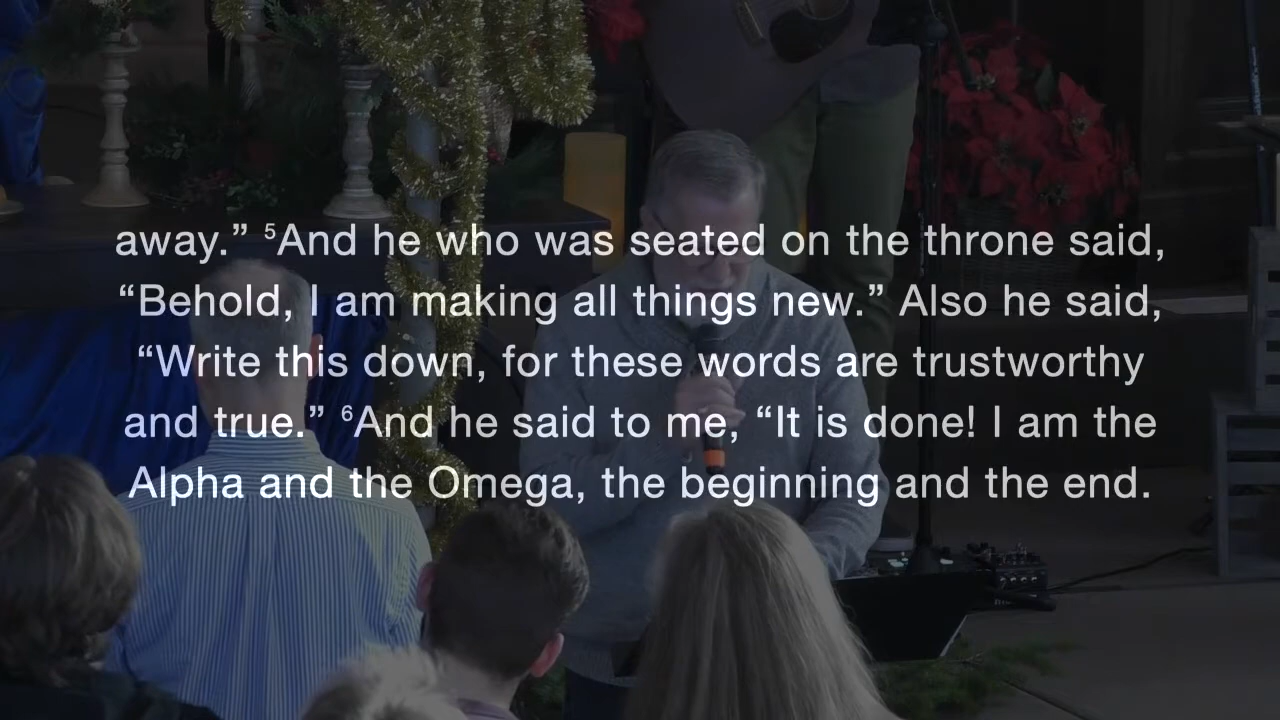 away.” ⁵And he who was seated on the throne said,
“Behold, I am making all things new.” Also he said,
“Write this down, for these words are trustworthy
and true.” ⁶And he said to me, “It is done! I am the
Alpha and the Omega, the beginning and the end.